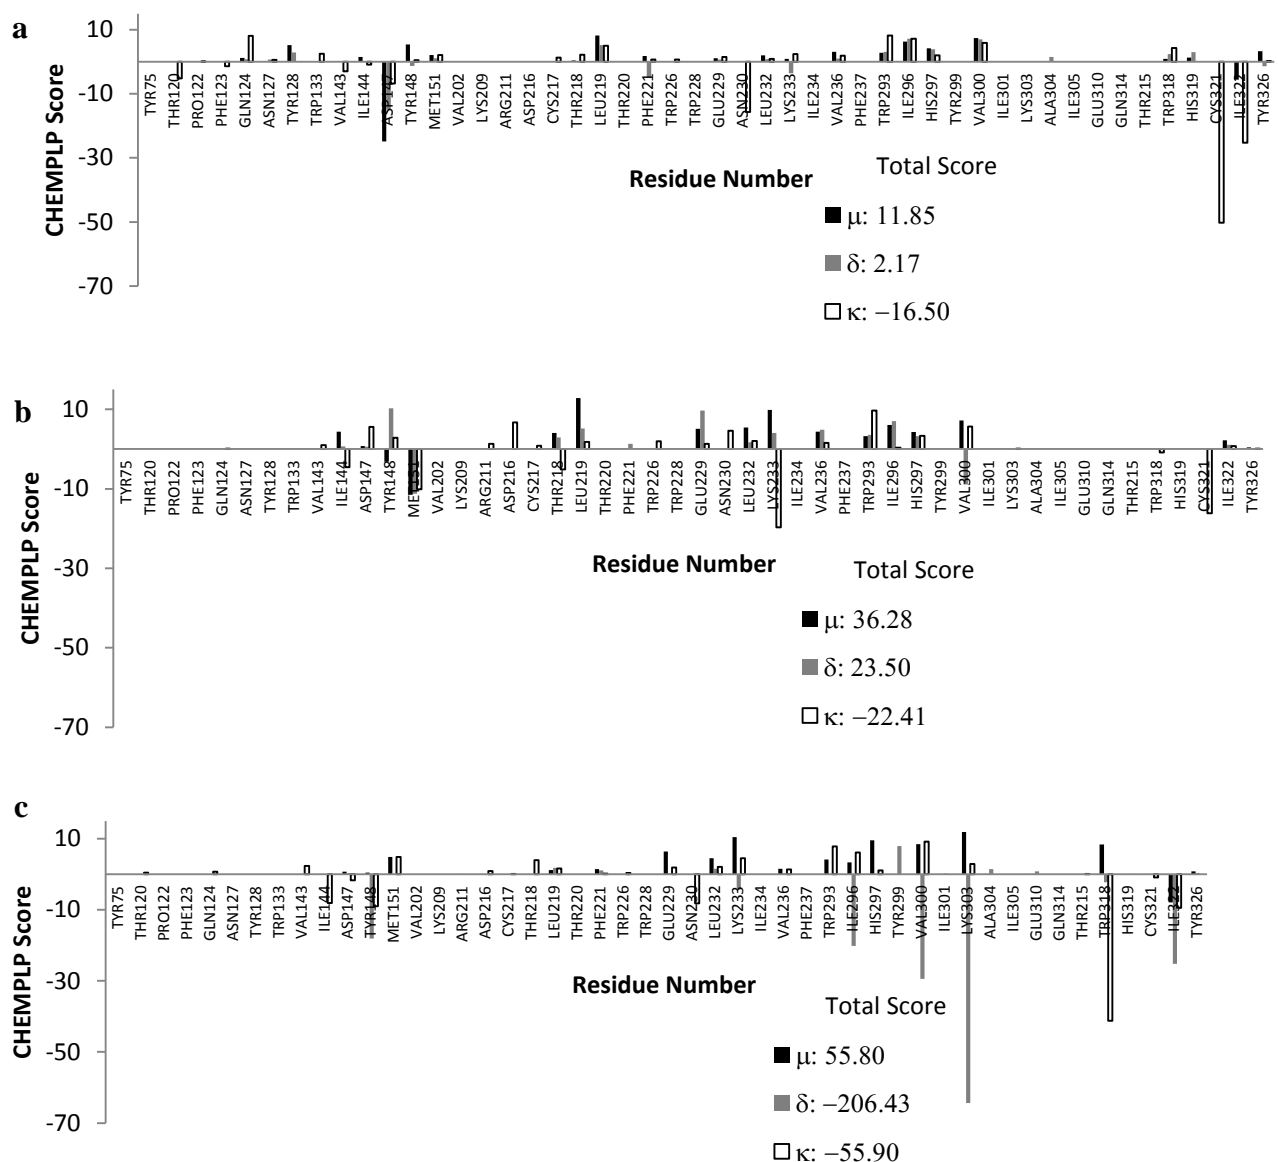 a
10
-10
-30
-50
-70
CHEMPLP Score
TYR75 THR120 PRO122 PHE123 GLN124 ASN127 TYR128 TRP133 VAL143 ILE144 ASP147 TYR148 MET151 VAL202 LYS209 ARG211 ASP216 CYS217 THR218 LEU219 THR220 PHE221 TRP226 TRP228 GLU229 ASN230 LEU232 LYS233 ILE234 VAL236 PHE237 TRP293 ILE296 HIS297 TYR299 VAL300 ILE301 LYS303 ALA304 ILE305 GLU310 GLN314 THR215 TRP318 HIS319 CYS321 ILE322 TYR326
Residue Number
Total Score
μ: 11.85
δ: 2.17
κ: −16.50
b
10
-10
-30
-50
-70
CHEMPLP Score
TYR75 THR120 PRO122 PHE123 GLN124 ASN127 TYR128 TRP133 VAL143 ILE144 ASP147 TYR148 MET151 VAL202 LYS209 ARG211 ASP216 CYS217 THR218 LEU219 THR220 PHE221 TRP226 TRP228 GLU229 ASN230 LEU232 LYS233 ILE234 VAL236 PHE237 TRP293 ILE296 HIS297 TYR299 VAL300 ILE301 LYS303 ALA304 ILE305 GLU310 GLN314 THR215 TRP318 HIS319 CYS321 ILE322 TYR326
Residue Number
Total Score
μ: 36.28
δ: 23.50
κ: −22.41
c
10
-10
-30
-50
-70
CHEMPLP Score
TYR75 THR120 PRO122 PHE123 GLN124 ASN127 TYR128 TRP133 VAL143 ILE144 ASP147 TYR148 MET151 VAL202 LYS209 ARG211 ASP216 CYS217 THR218 LEU219 THR220 PHE221 TRP226 TRP228 GLU229 ASN230 LEU232 LYS233 ILE234 VAL236 PHE237 TRP293 ILE296 HIS297 TYR299 VAL300 ILE301 LYS303 ALA304 ILE305 GLU310 GLN314 THR215 TRP318 HIS319 CYS321 ILE322 TYR326
Residue Number
Total Score
μ: 55.80
δ: −206.43
κ: −55.90